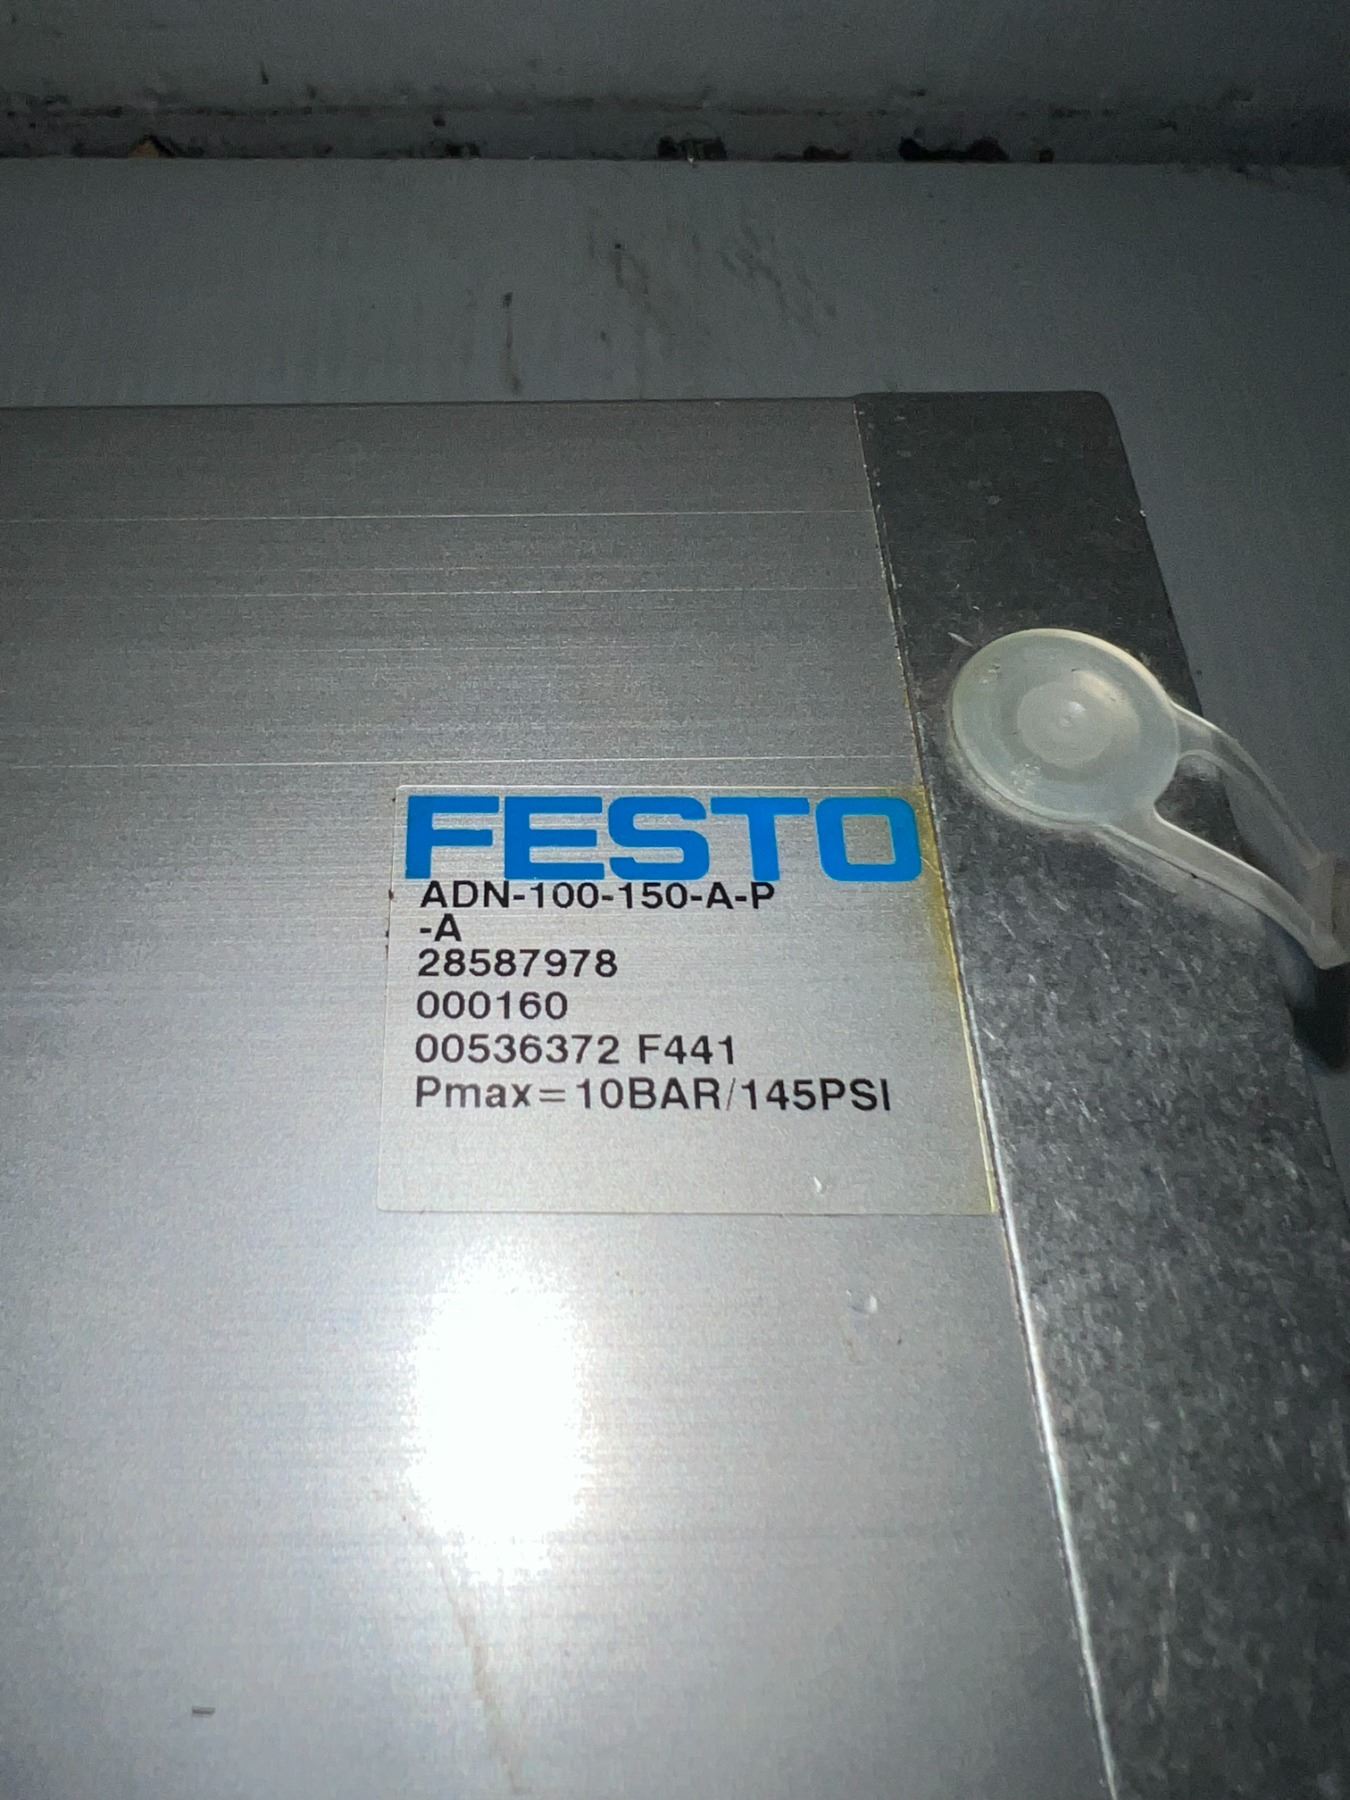 FESTO
ADN-100-150-A-P
-A
28587978
000160
00536372 F441
Pmax=10BAR/145PSI